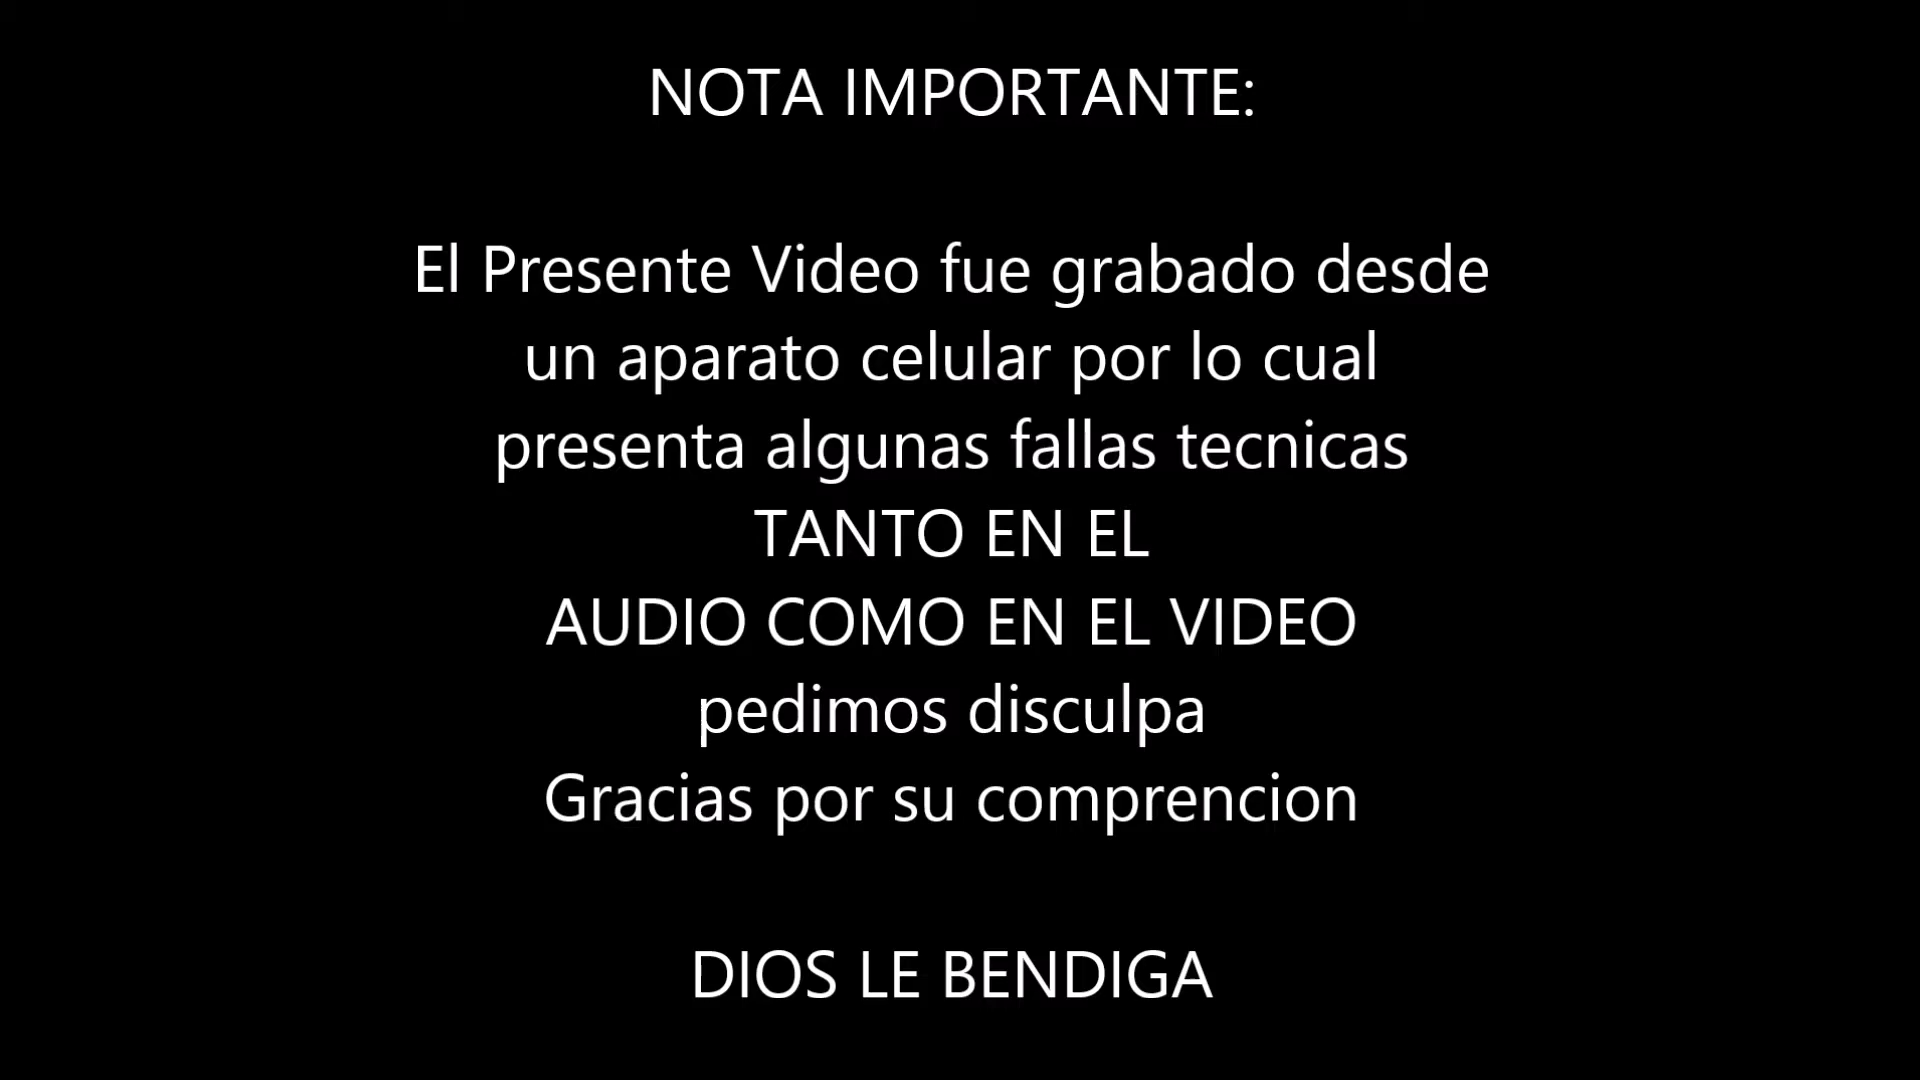 NOTA IMPORTANTE:
El Presente Video fue grabado desde
un aparato celular por lo cual
presenta algunas fallas tecnicas
TANTO EN EL
AUDIO COMO EN EL VIDEO
pedimos disculpa
Gracias por su comprencion
DIOS LE BENDIGA